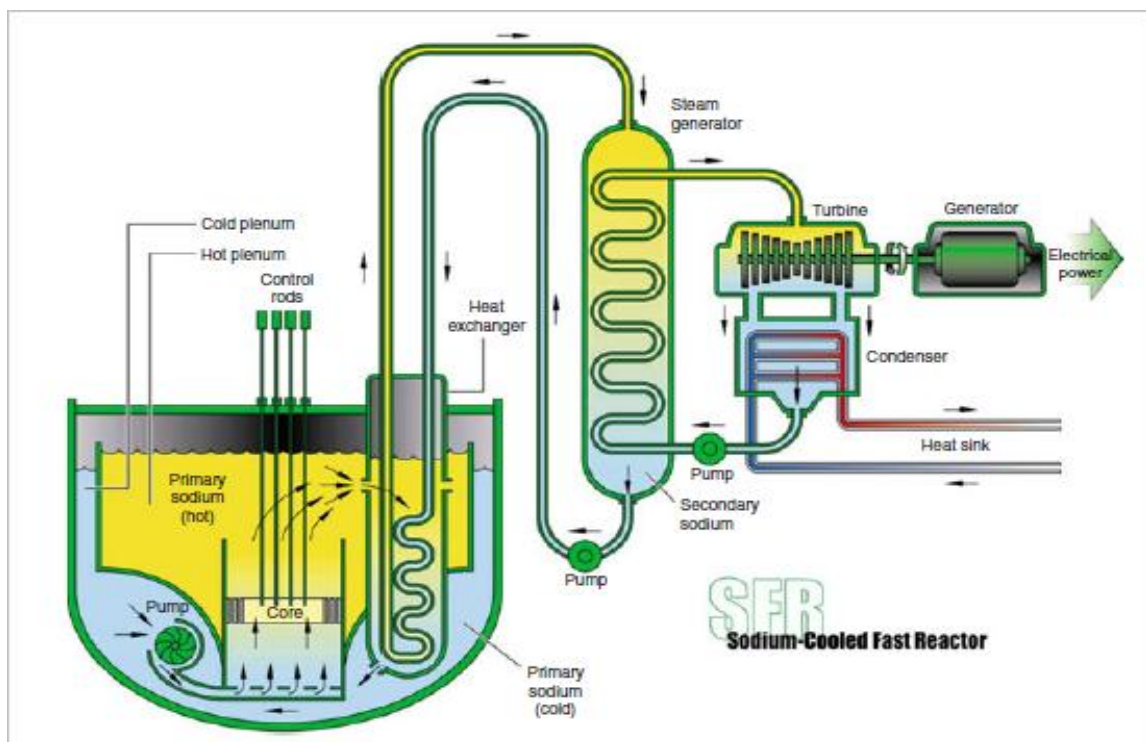 Steam
generator
Cold plenum
Hot plenum
Control
rods
Heat
exchanger
Turbine
Generator
Electrical
power
Condenser
Heat sink
Pump
Primary
sodium
(hot)
Secondary
sodium
Pump
Pump
Core
Primary
sodium
(cold)
SFR
Sodium-Cooled Fast Reactor